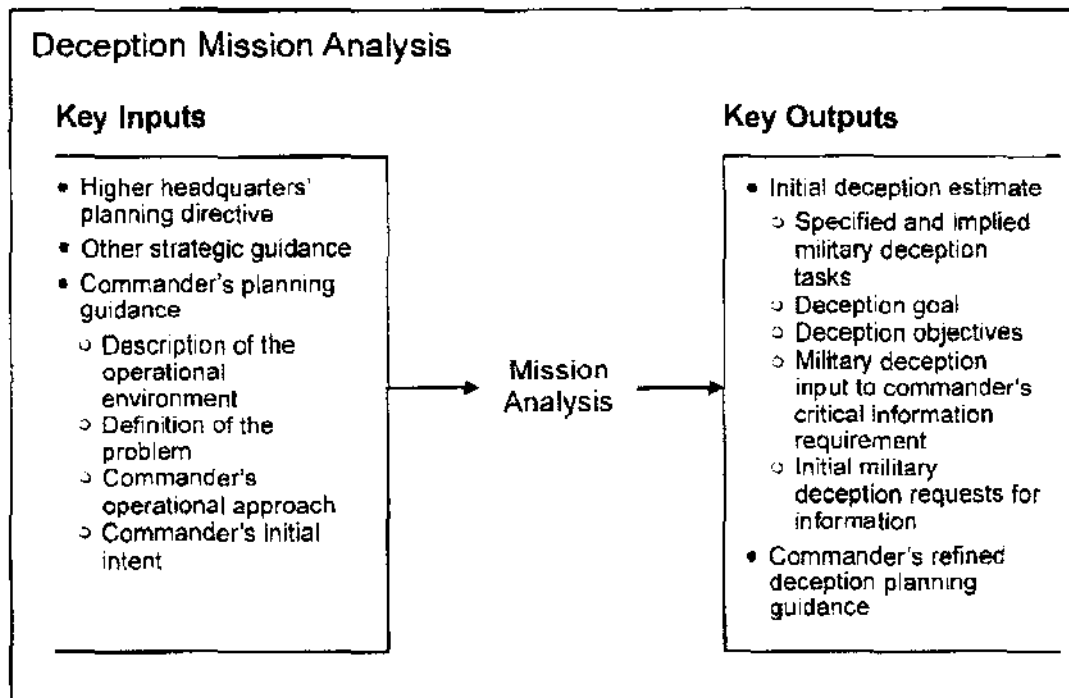 Deception Mission Analysis
Key Inputs
• Higher headquarters'
planning directive
• Other strategic guidance
• Commander's planning
guidance
○ Description of the
operational
environment
○ Definition of the
problem
○ Commander's
operational approach
○ Commander's initial
intent
Mission
Analysis
Key Outputs
• Initial deception estimate
○ Specified and implied
military deception
tasks
○ Deception goal
○ Deception objectives
○ Military deception
input to commander's
critical information
requirement
○ Initial military
deception requests for
information
• Commander's refined
deception planning
guidance